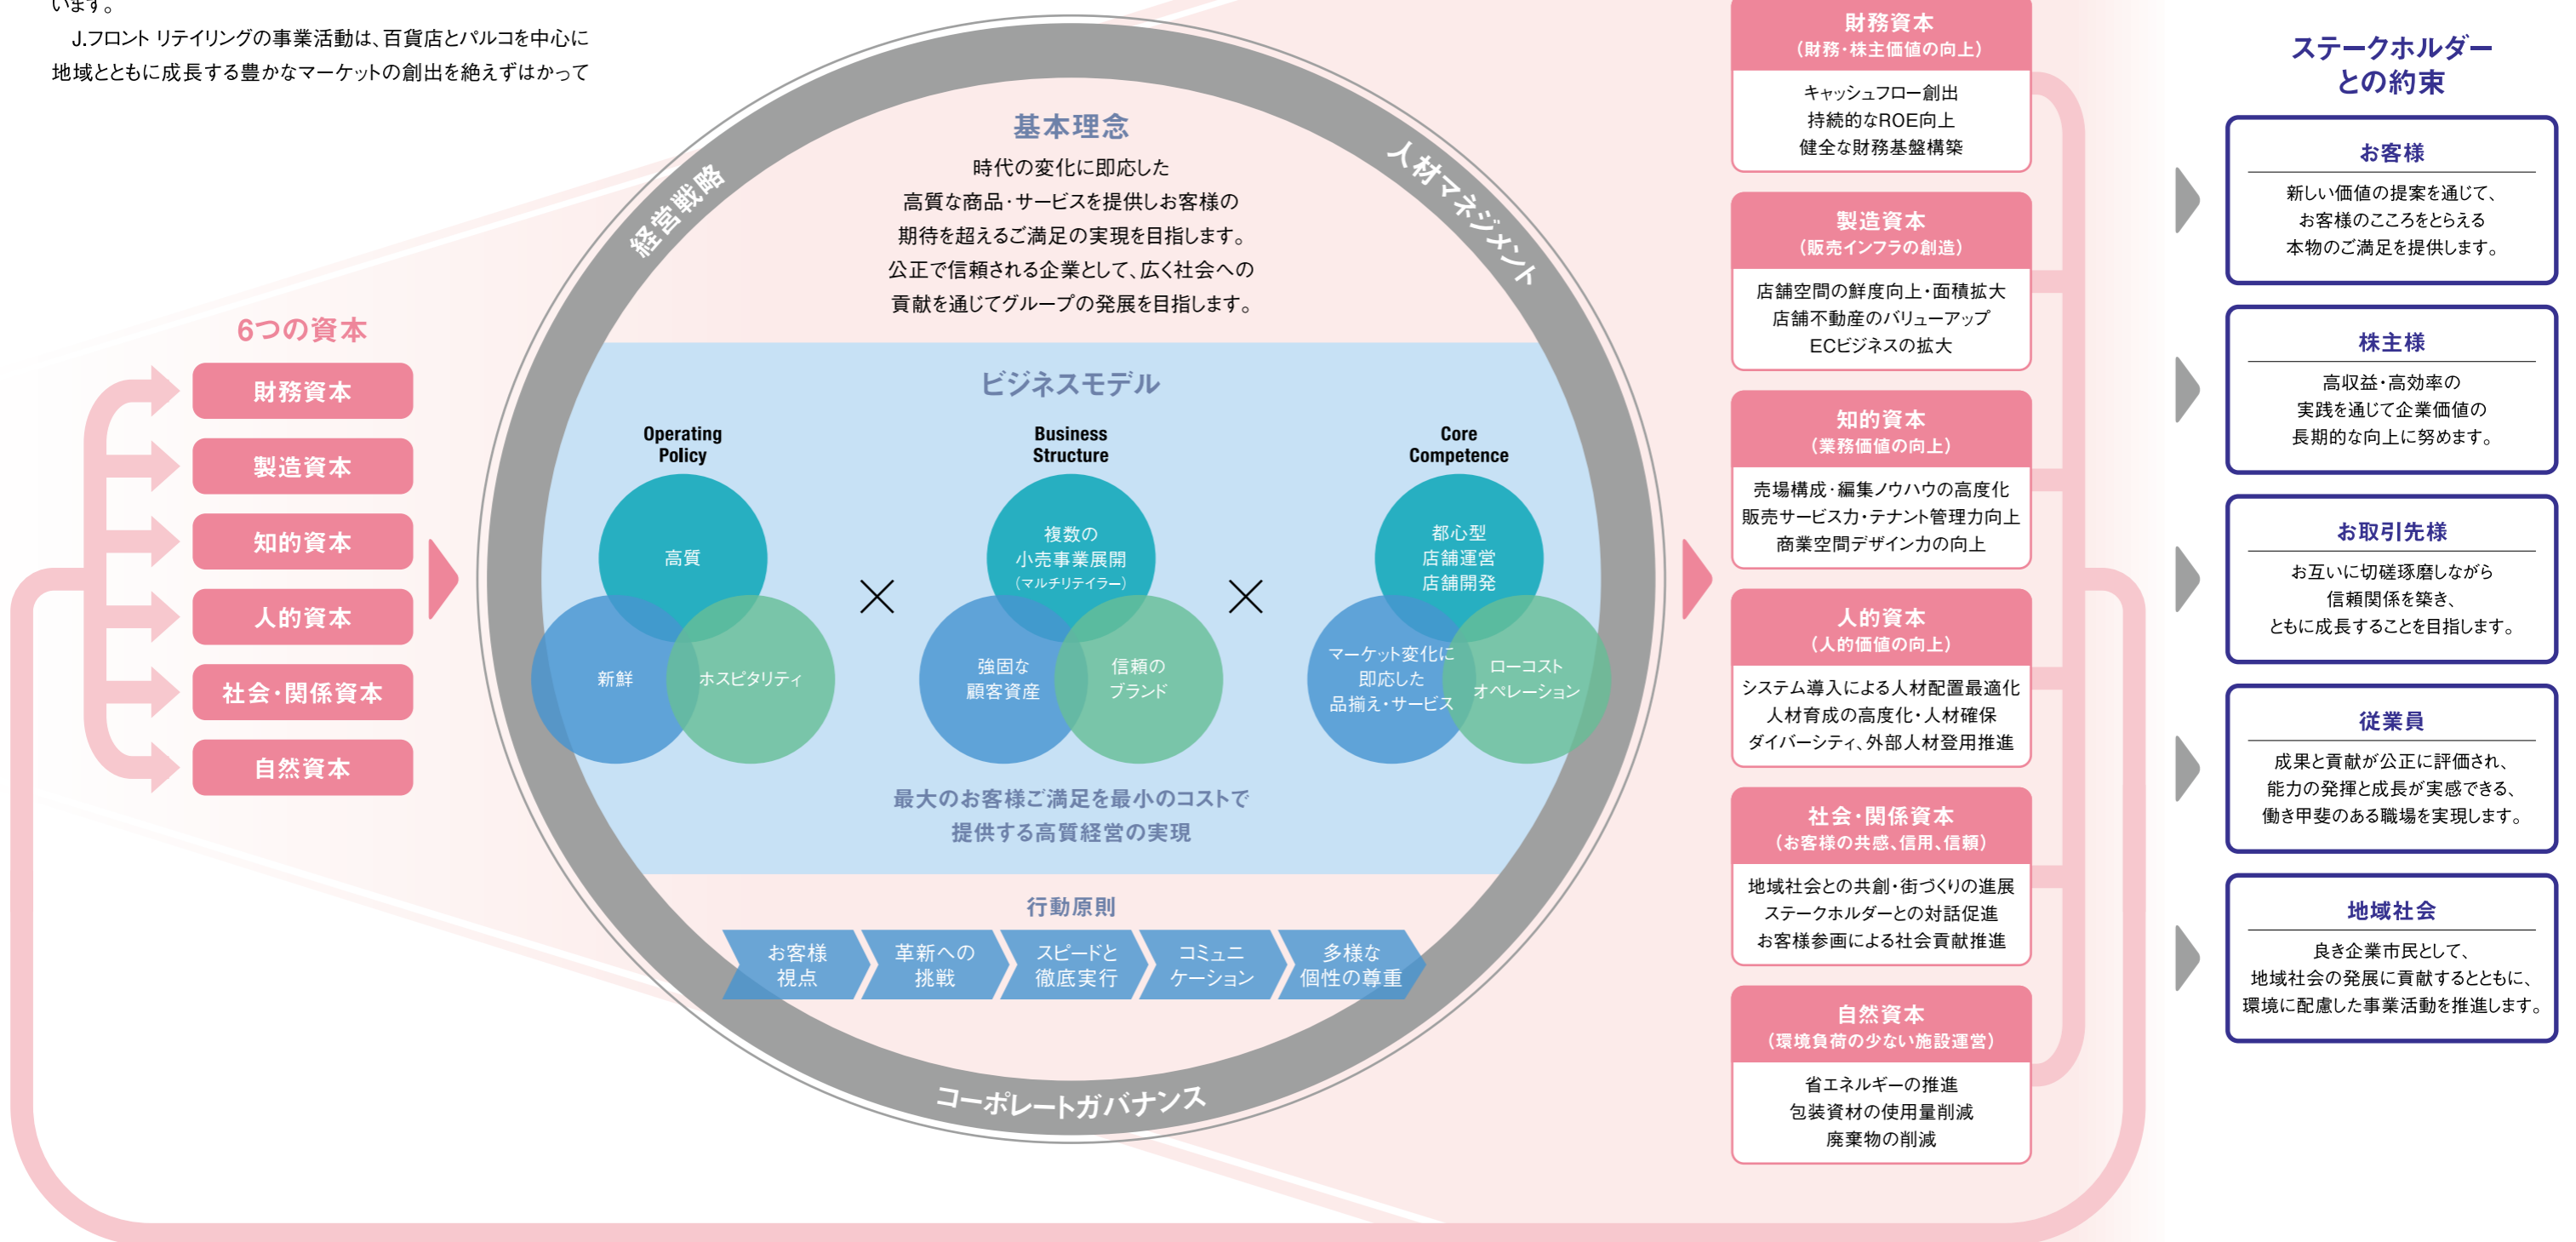 います。
J.フロント リテイリングの事業活動は、百貨店とパルコを中心に
地域とともに成長する豊かなマーケットの創出を絶えずはかって
6つの資本
財務資本
製造資本
知的資本
人的資本
社会・関係資本
自然資本
経営戦略
人材マネジメント
コーポレートガバナンス
基本理念
時代の変化に即応した
高質な商品・サービスを提供しお客様の
期待を超えるご満足の実現を目指します。
公正で信頼される企業として、広く社会への
貢献を通じてグループの発展を目指します。
ビジネスモデル
Operating
Policy
高質
新鮮
ホスピタリティ
×
Business
Structure
複数の
小売事業展開
（マルチリテイラー）
強固な
顧客資産
信頼の
ブランド
×
Core
Competence
都心型
店舗運営
店舗開発
マーケット変化に
即応した
品揃え・サービス
ローコスト
オペレーション
最大のお客様ご満足を最小のコストで
提供する高質経営の実現
行動原則
お客様
視点
革新への
挑戦
スピードと
徹底実行
コミュニ
ケーション
多様な
個性の尊重
財務資本
（財務・株主価値の向上）
キャッシュフロー創出
持続的なROE向上
健全な財務基盤構築
製造資本
（販売インフラの創造）
店舗空間の鮮度向上・面積拡大
店舗不動産のバリューアップ
ECビジネスの拡大
知的資本
（業務価値の向上）
売場構成・編集ノウハウの高度化
販売サービス力・テナント管理力向上
商業空間デザイン力の向上
人的資本
（人的価値の向上）
システム導入による人材配置最適化
人材育成の高度化・人材確保
ダイバーシティ、外部人材登用推進
社会・関係資本
（お客様の共感、信用、信頼）
地域社会との共創・街づくりの進展
ステークホルダーとの対話促進
お客様参画による社会貢献推進
自然資本
（環境負荷の少ない施設運営）
省エネルギーの推進
包装資材の使用量削減
廃棄物の削減
ステークホルダー
との約束
お客様
新しい価値の提案を通じて、
お客様のこころをとらえる
本物のご満足を提供します。
株主様
高収益・高効率の
実践を通じて企業価値の
長期的な向上に努めます。
お取引先様
お互いに切磋琢磨しながら
信頼関係を築き、
ともに成長することを目指します。
従業員
成果と貢献が公正に評価され、
能力の発揮と成長が実感できる、
働き甲斐のある職場を実現します。
地域社会
良き企業市民として、
地域社会の発展に貢献するとともに、
環境に配慮した事業活動を推進します。